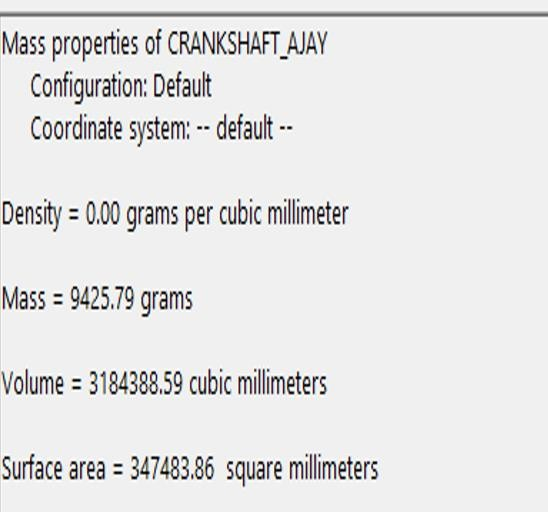 Mass properties of CRANKSHAFT_AJAY
Configuration: Default
Coordinate system: -- default --
Density = 0.00 grams per cubic millimeter
Mass = 9425.79 grams
Volume = 3184388.59 cubic millimeters
Surface area = 347483.86  square millimeters